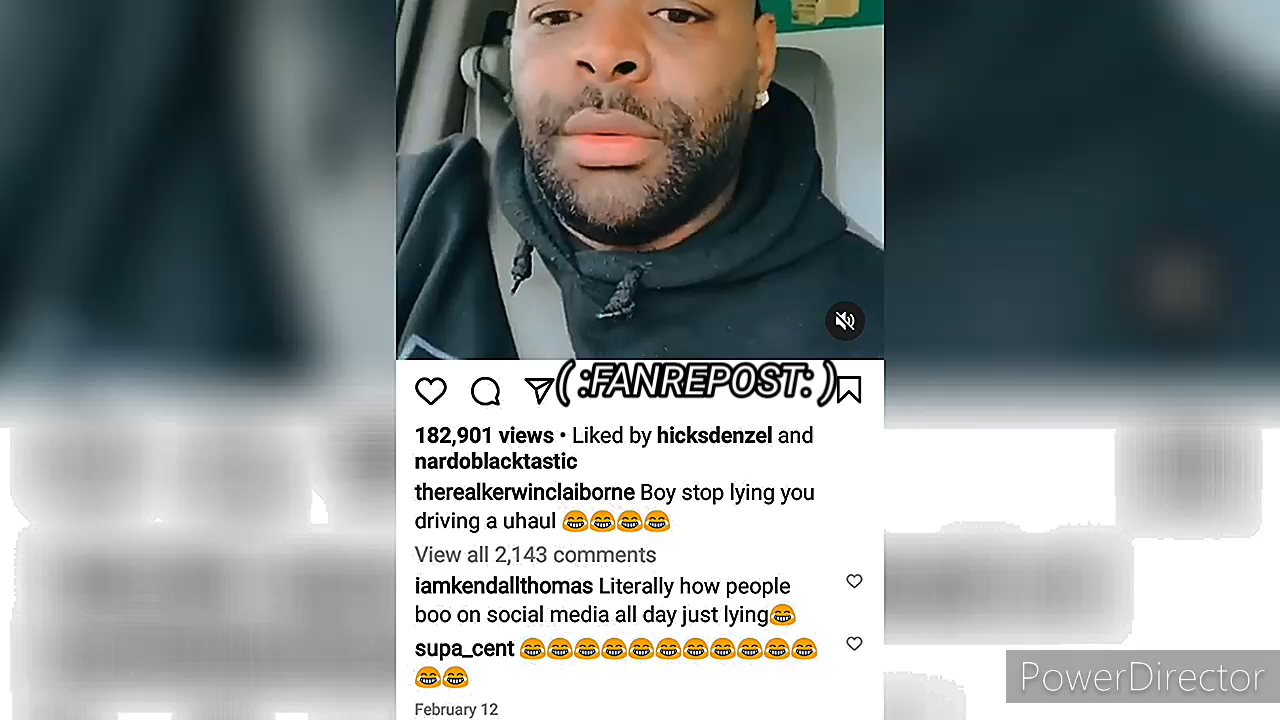 ( :FANREPOST: )
182,901 views • Liked by hicksdenzel and
nardoblacktastic
therealkerwinclaiborne Boy stop lying you
driving a uhaul 😂😂😂😂
View all 2,143 comments
iamkendallthomas Literally how people
boo on social media all day just lying😂
supa_cent 😂😂😂😂😂😂😂😂😂😂😂
😂😂
February 12
PowerDirector